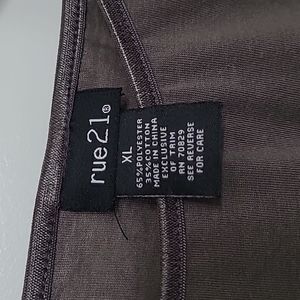 rue21®
XL
65%POLYESTER
35%COTTON
MADE IN CHINA
EXCLUSIVE
OF TRIM
RN 70829
SEE REVERSE
FOR CARE